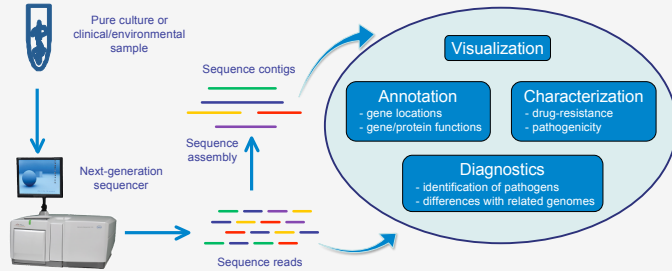 Pure culture or
clinical/environmental
sample
Sequence contigs
Visualization
Annotation
- gene locations
- gene/protein functions
Characterization
- drug-resistance
- pathogenicity
Sequence
assembly
Next-generation
sequencer
Diagnostics
- identification of pathogens
- differences with related genomes
Sequence reads